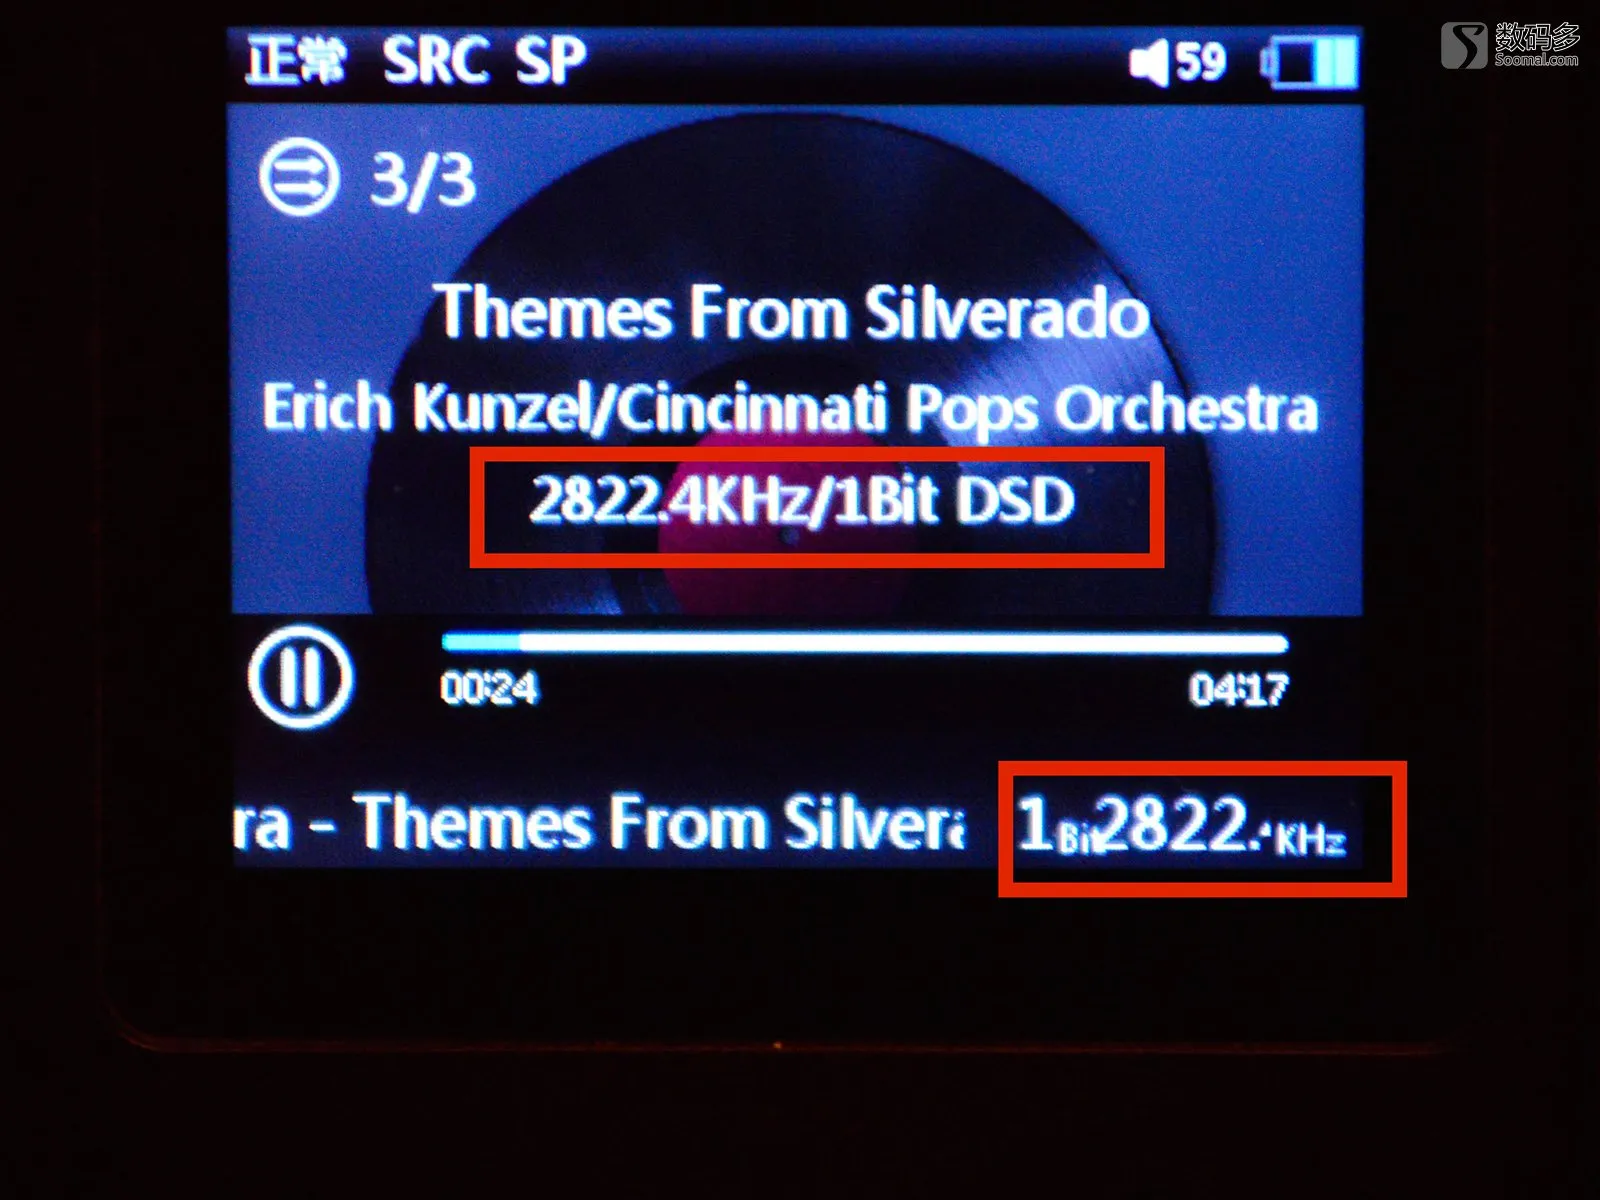 正常 SRC SP 59
数码多
Soomal.com
3/3
Themes From Silverado
Erich Kunzel/Cincinnati Pops Orchestra
2822.4KHz/1Bit DSD
00:24 04:17
ra - Themes From Silvera 1Bit 2822.4KHz